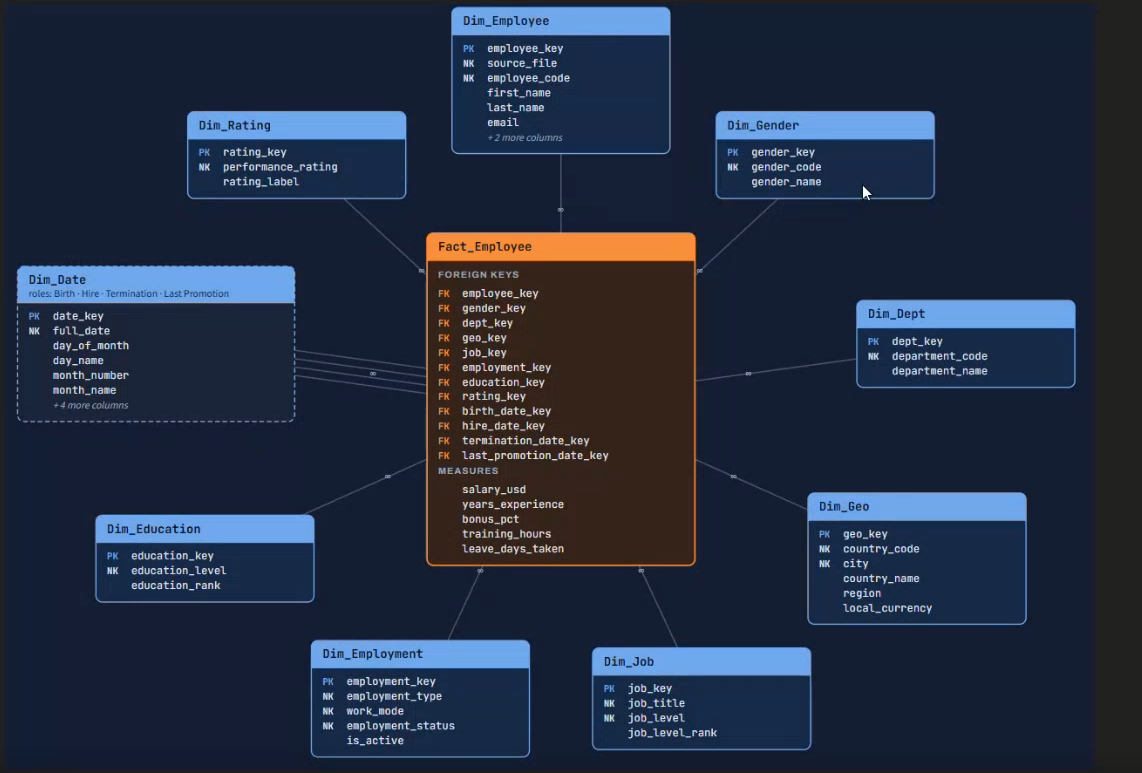 Dim_Employee
PK employee_key
NK source_file
NK employee_code
first_name
last_name
email
+ 2 more columns
Dim_Rating
PK rating_key
NK performance_rating
rating_label
Dim_Gender
PK gender_key
NK gender_code
gender_name
Fact_Employee
FOREIGN KEYS
FK employee_key
FK gender_key
FK dept_key
FK geo_key
FK job_key
FK employment_key
FK education_key
FK rating_key
FK birth_date_key
FK hire_date_key
FK termination_date_key
FK last_promotion_date_key
MEASURES
salary_usd
years_experience
bonus_pct
training_hours
leave_days_taken
Dim_Date
roles: Birth · Hire · Termination · Last Promotion
PK date_key
NK full_date
day_of_month
day_name
month_number
month_name
+ 4 more columns
Dim_Dept
PK dept_key
NK department_code
department_name
Dim_Education
PK education_key
NK education_level
education_rank
Dim_Geo
PK geo_key
NK country_code
NK city
country_name
region
local_currency
Dim_Employment
PK employment_key
NK employment_type
NK work_mode
NK employment_status
is_active
Dim_Job
PK job_key
NK job_title
NK job_level
job_level_rank